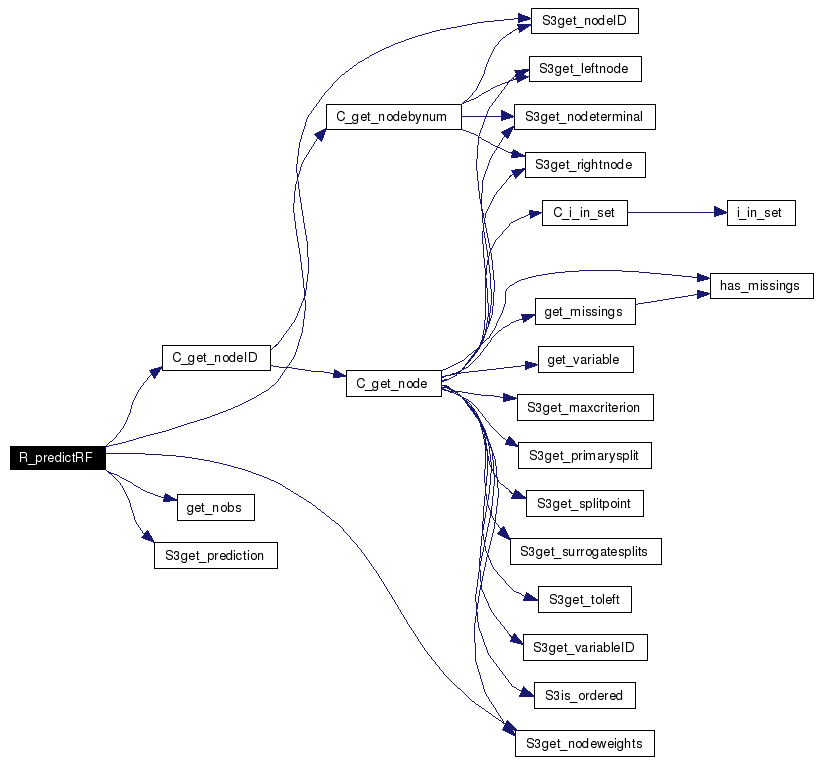 S3get_nodeID
S3get_leftnode
C_get_nodebynum
S3get_nodeterminal
S3get_rightnode
C_i_in_set
i_in_set
has_missings
get_missings
C_get_nodeID
get_variable
C_get_node
S3get_maxcriterion
R_predictRF
S3get_primarysplit
get_nobs
S3get_splitpoint
S3get_prediction
S3get_surrogatesplits
S3get_toleft
S3get_variableID
S3is_ordered
S3get_nodeweights